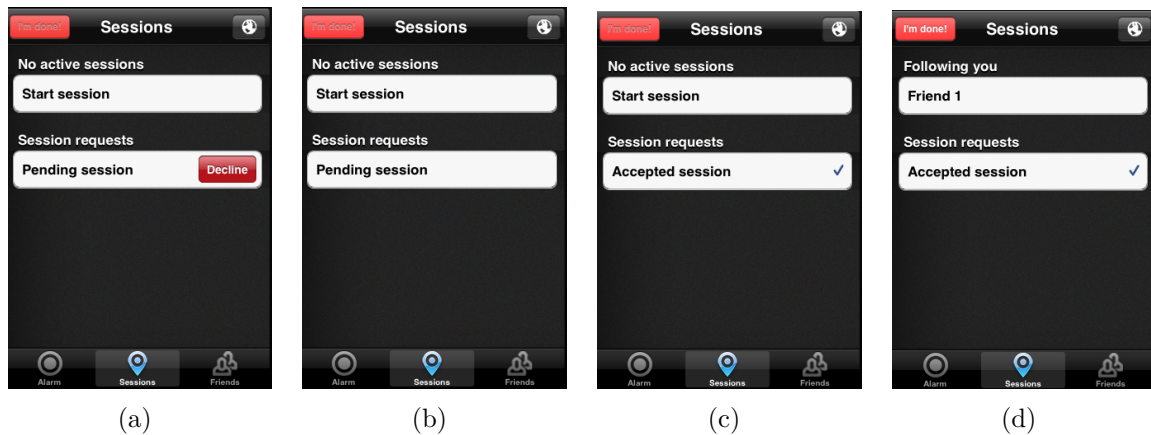 I'm done! Sessions
No active sessions
Start session
Session requests
Pending session Decline
Alarm Sessions Friends
(a)
I'm done! Sessions
No active sessions
Start session
Session requests
Pending session
Alarm Sessions Friends
(b)
I'm done! Sessions
No active sessions
Start session
Session requests
Accepted session ✓
Alarm Sessions Friends
(c)
I'm done! Sessions
Following you
Friend 1
Session requests
Accepted session ✓
Alarm Sessions Friends
(d)